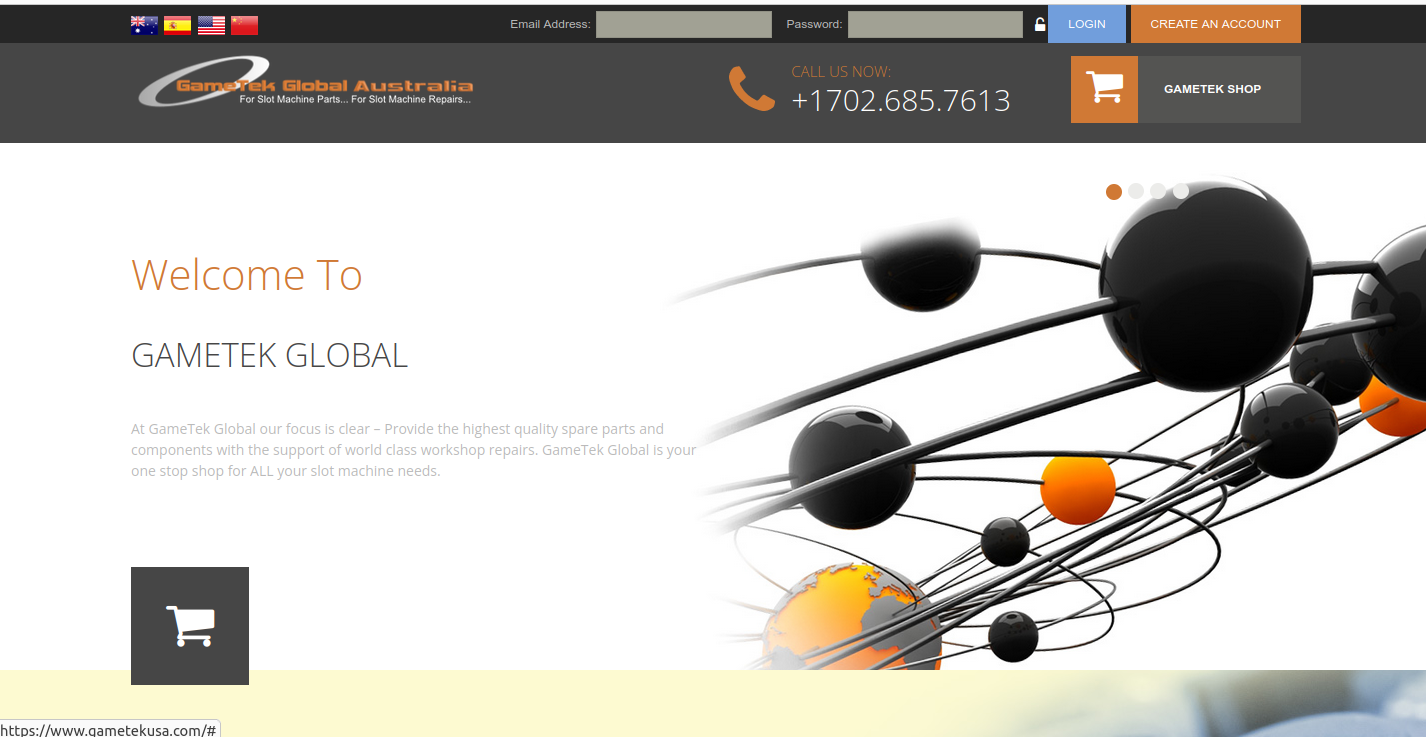 Email Address:
Password:
LOGIN
CREATE AN ACCOUNT
GameTek Global Australia
For Slot Machine Parts... For Slot Machine Repairs...
CALL US NOW:
+1702.685.7613
GAMETEK SHOP
Welcome To
GAMETEK GLOBAL
At GameTek Global our focus is clear – Provide the highest quality spare parts and
components with the support of world class workshop repairs. GameTek Global is your
one stop shop for ALL your slot machine needs.
https://www.gametekusa.com/#